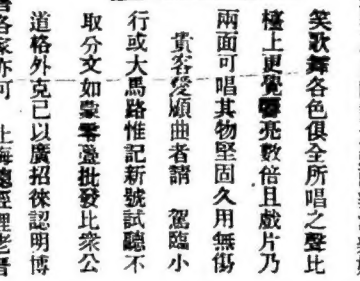 笑歌舞各色俱全所唱之聲比
檯上更覺響亮數倍且戲片乃
兩面可唱其物堅固久用無傷
貴客愛顧曲者請　駕臨小
行或大馬路惟記新號試聽不
取分文如蒙零躉批發比衆公
道格外克已以廣招徠認明博
各家亦可　上海總經理老晋